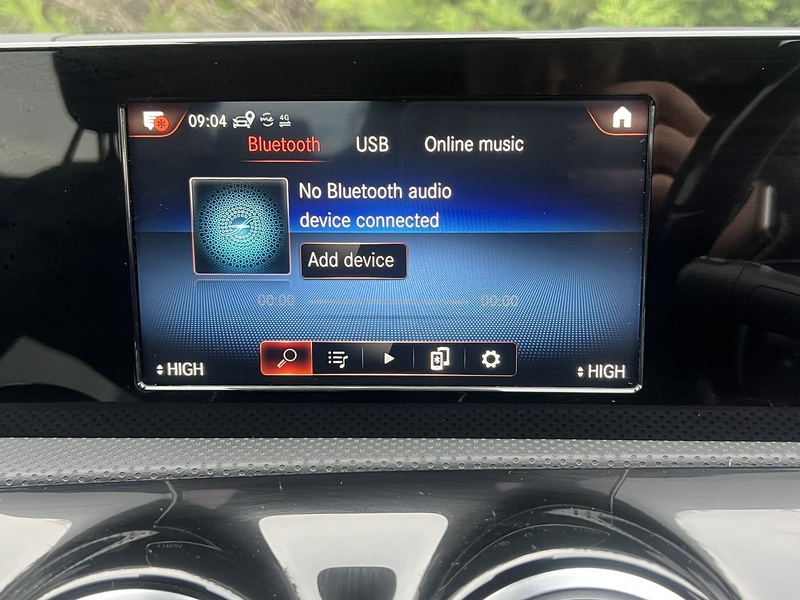 09:04 me 4G
Bluetooth USB Online music
No Bluetooth audio
device connected
Add device
00:00 00:00
HIGH HIGH